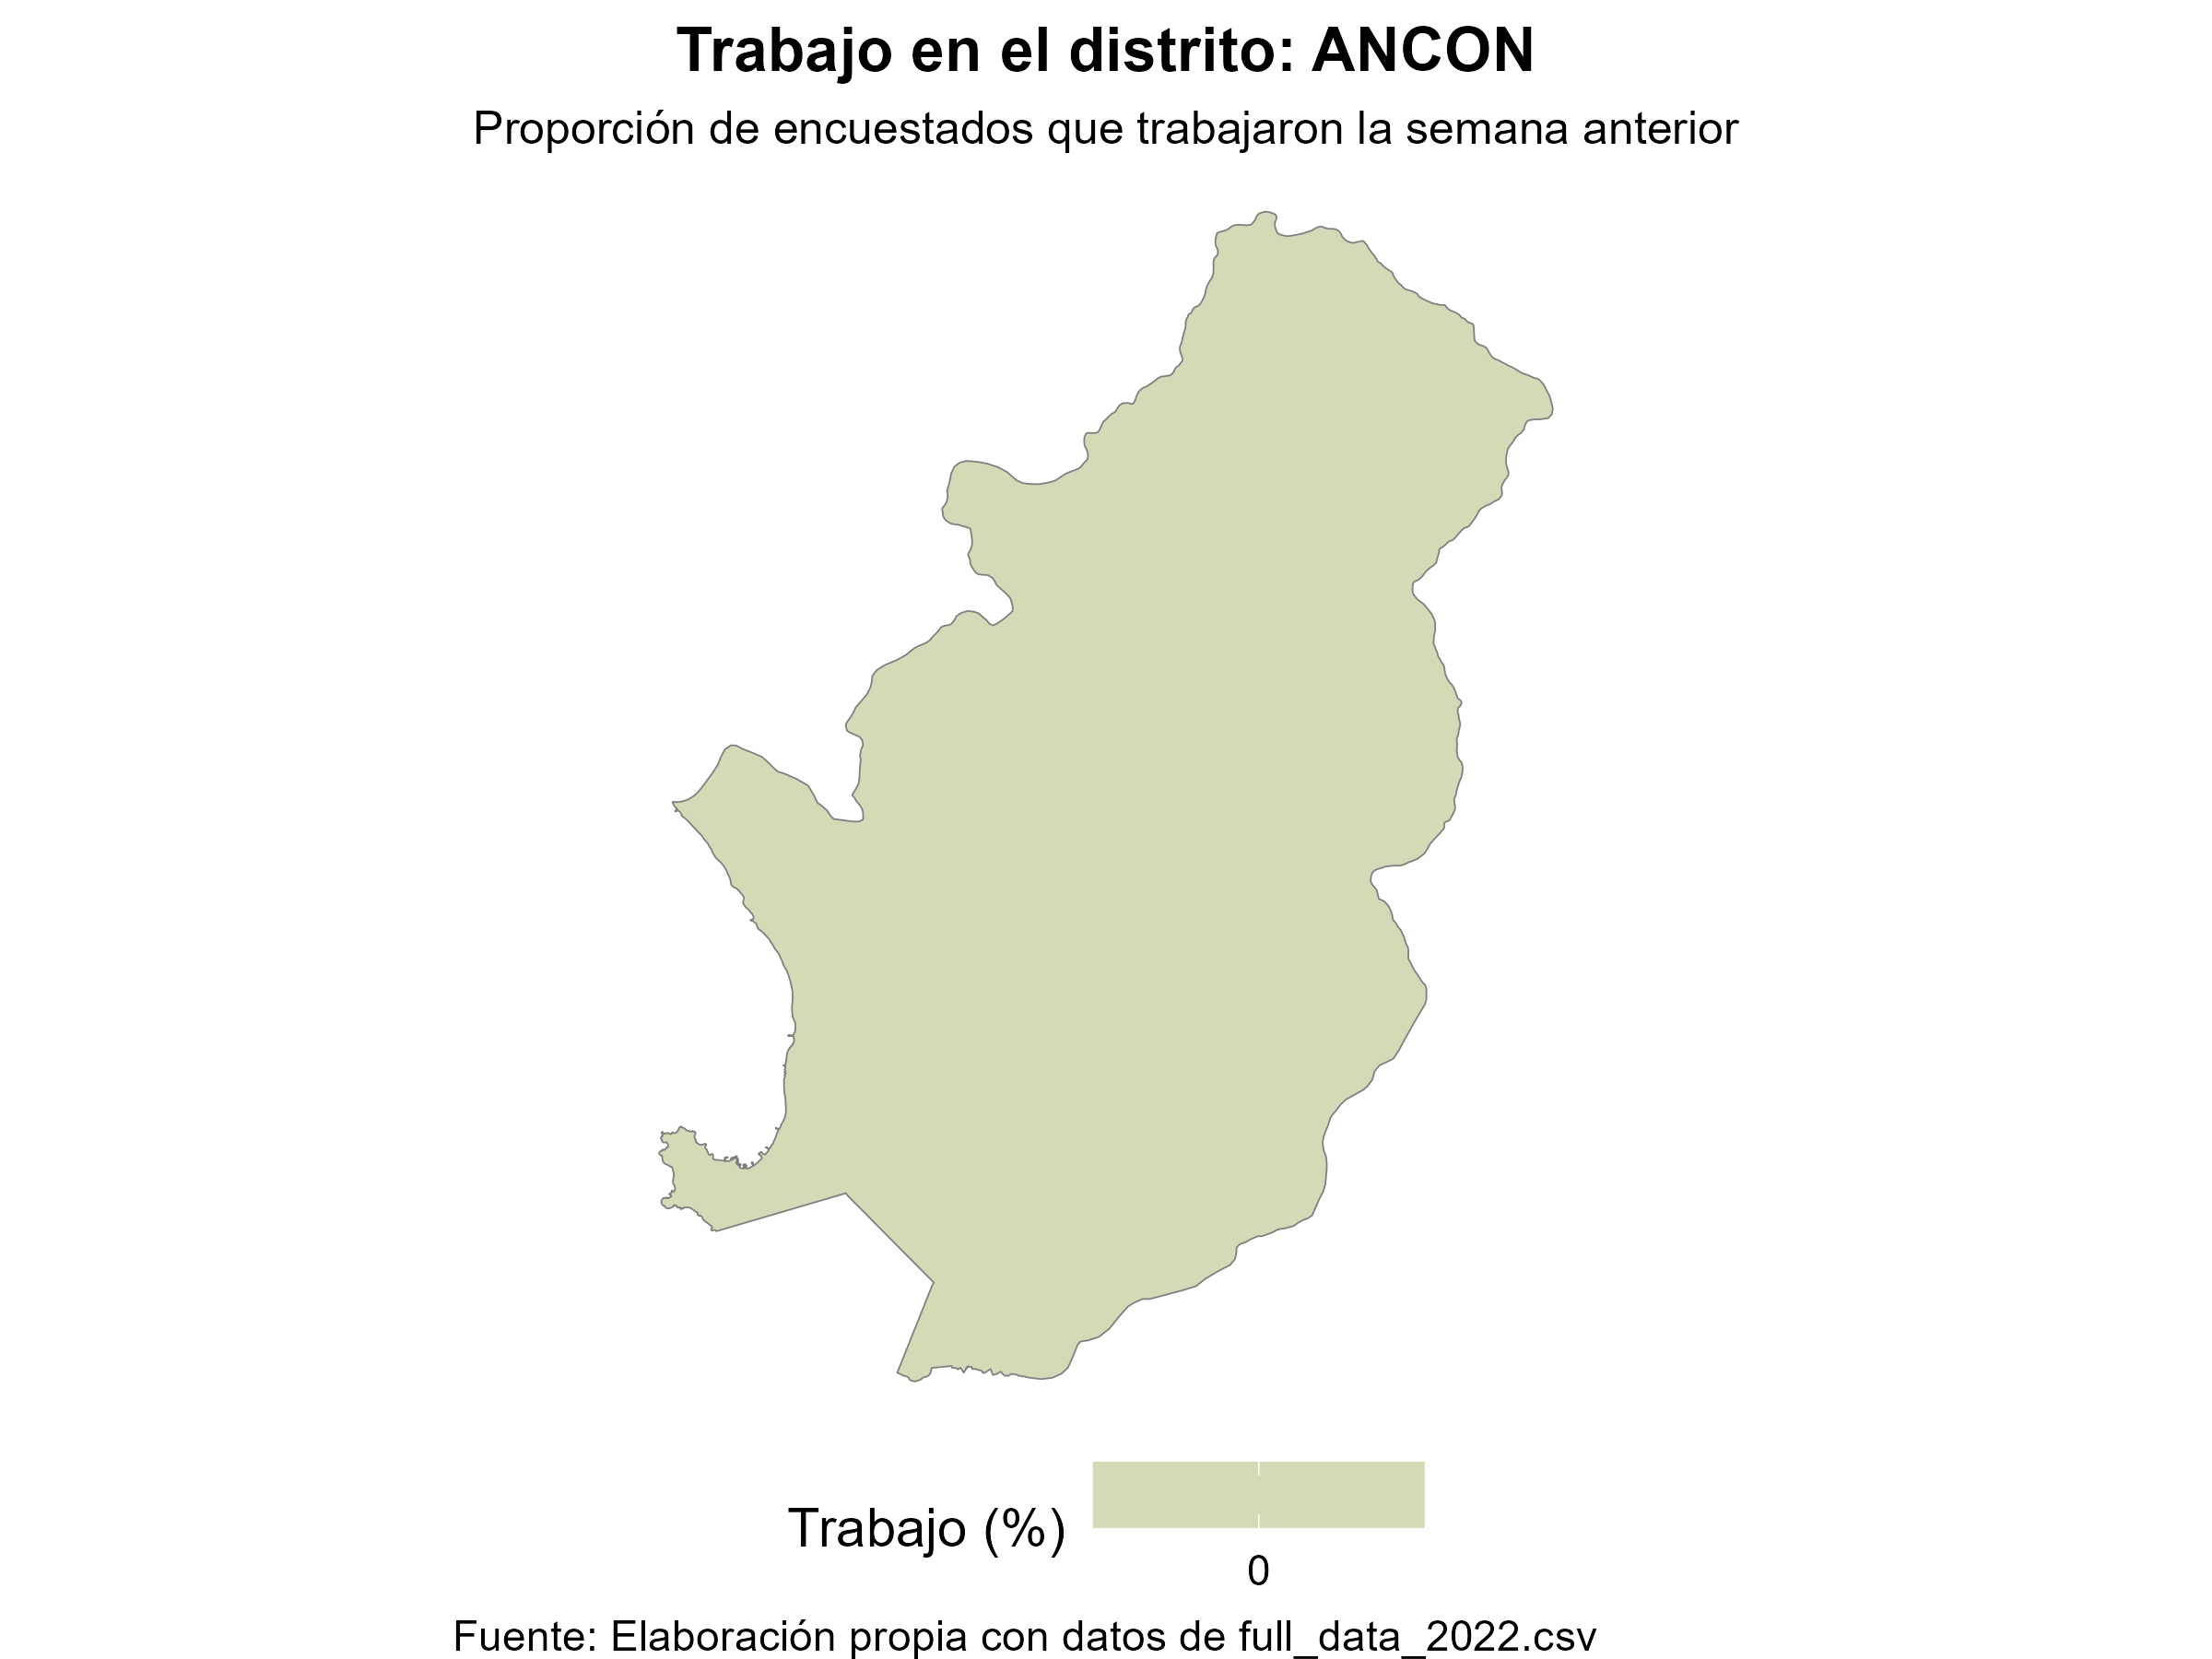 Trabajo en el distrito: ANCON
Proporción de encuestados que trabajaron la semana anterior
Trabajo (%)
0
Fuente: Elaboración propia con datos de full_data_2022.csv